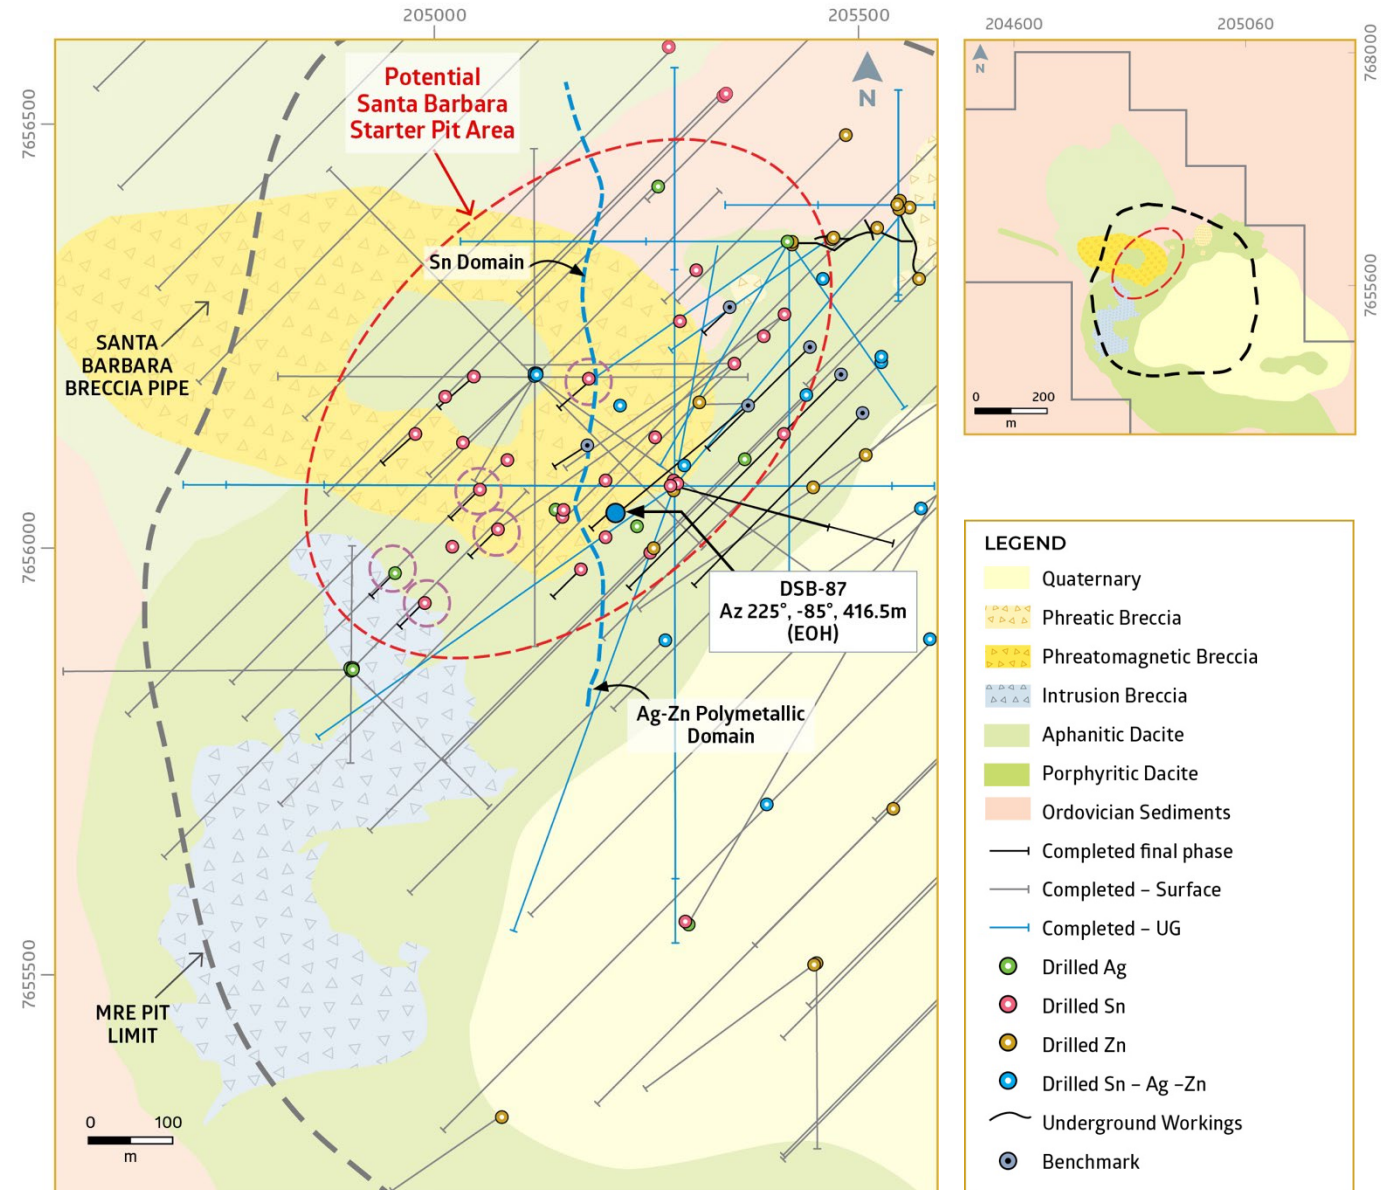 205000
205500
7656500
7656000
7655500
Potential
Santa Barbara
Starter Pit Area
N
Sn Domain
SANTA
BARBARA
BRECCIA PIPE
DSB-87
Az 225°, -85°, 416.5m
(EOH)
Ag-Zn Polymetallic
Domain
MRE PIT
LIMIT
0 100
m
204600
205060
768000
7655600
N
0 200
m
LEGEND
Quaternary
Phreatic Breccia
Phreatomagnetic Breccia
Intrusion Breccia
Aphanitic Dacite
Porphyritic Dacite
Ordovician Sediments
Completed final phase
Completed – Surface
Completed – UG
Drilled Ag
Drilled Sn
Drilled Zn
Drilled Sn – Ag –Zn
Underground Workings
Benchmark